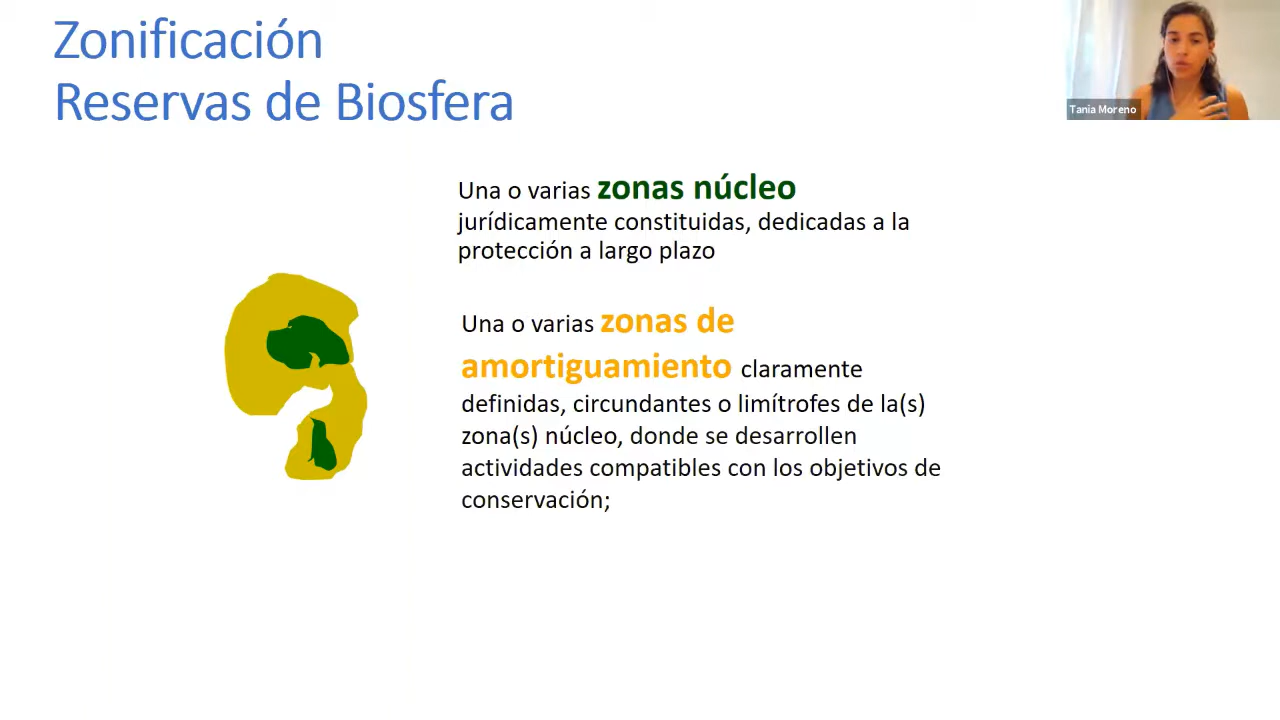 Zonificación
Reservas de Biosfera
Tania Moreno
Una o varias zonas núcleo
jurídicamente constituidas, dedicadas a la
protección a largo plazo
Una o varias zonas de
amortiguamiento claramente
definidas, circundantes o limítrofes de la(s)
zona(s) núcleo, donde se desarrollen
actividades compatibles con los objetivos de
conservación;